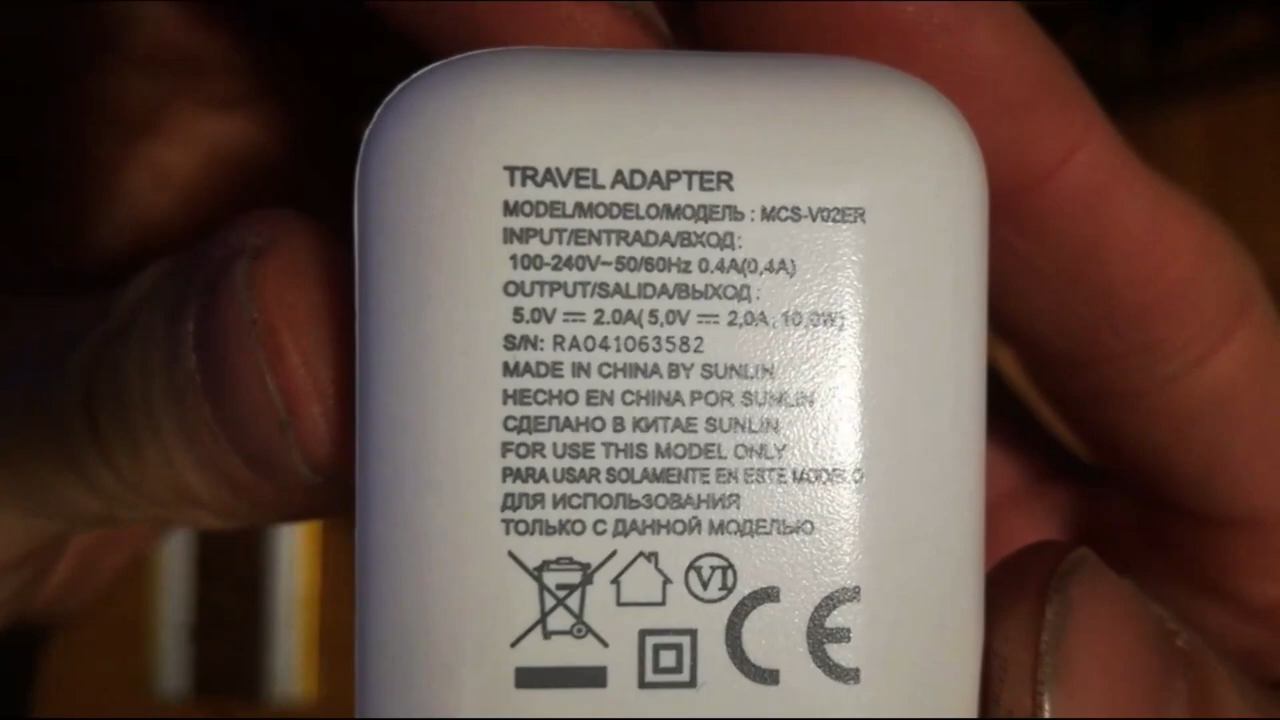 TRAVEL ADAPTER
MODEL/MODELO/МОДЕЛЬ : MCS-V02ER
INPUT/ENTRADA/ВХОД:
100-240V~50/60Hz 0.4A(0,4A)
OUTPUT/SALIDA/ВЫХОД:
5.0V ⎓ 2.0A( 5,0V ⎓ 2,0A; 10,0W)
S/N: RA041063582
MADE IN CHINA BY SUNLIN
HECHO EN CHINA POR SUNLIN
СДЕЛАНО В КИТАЕ SUNLIN
FOR USE THIS MODEL ONLY
PARA USAR SOLAMENTE EN ESTE MODELO
ДЛЯ ИСПОЛЬЗОВАНИЯ
ТОЛЬКО С ДАННОЙ МОДЕЛЬЮ
VI
CE